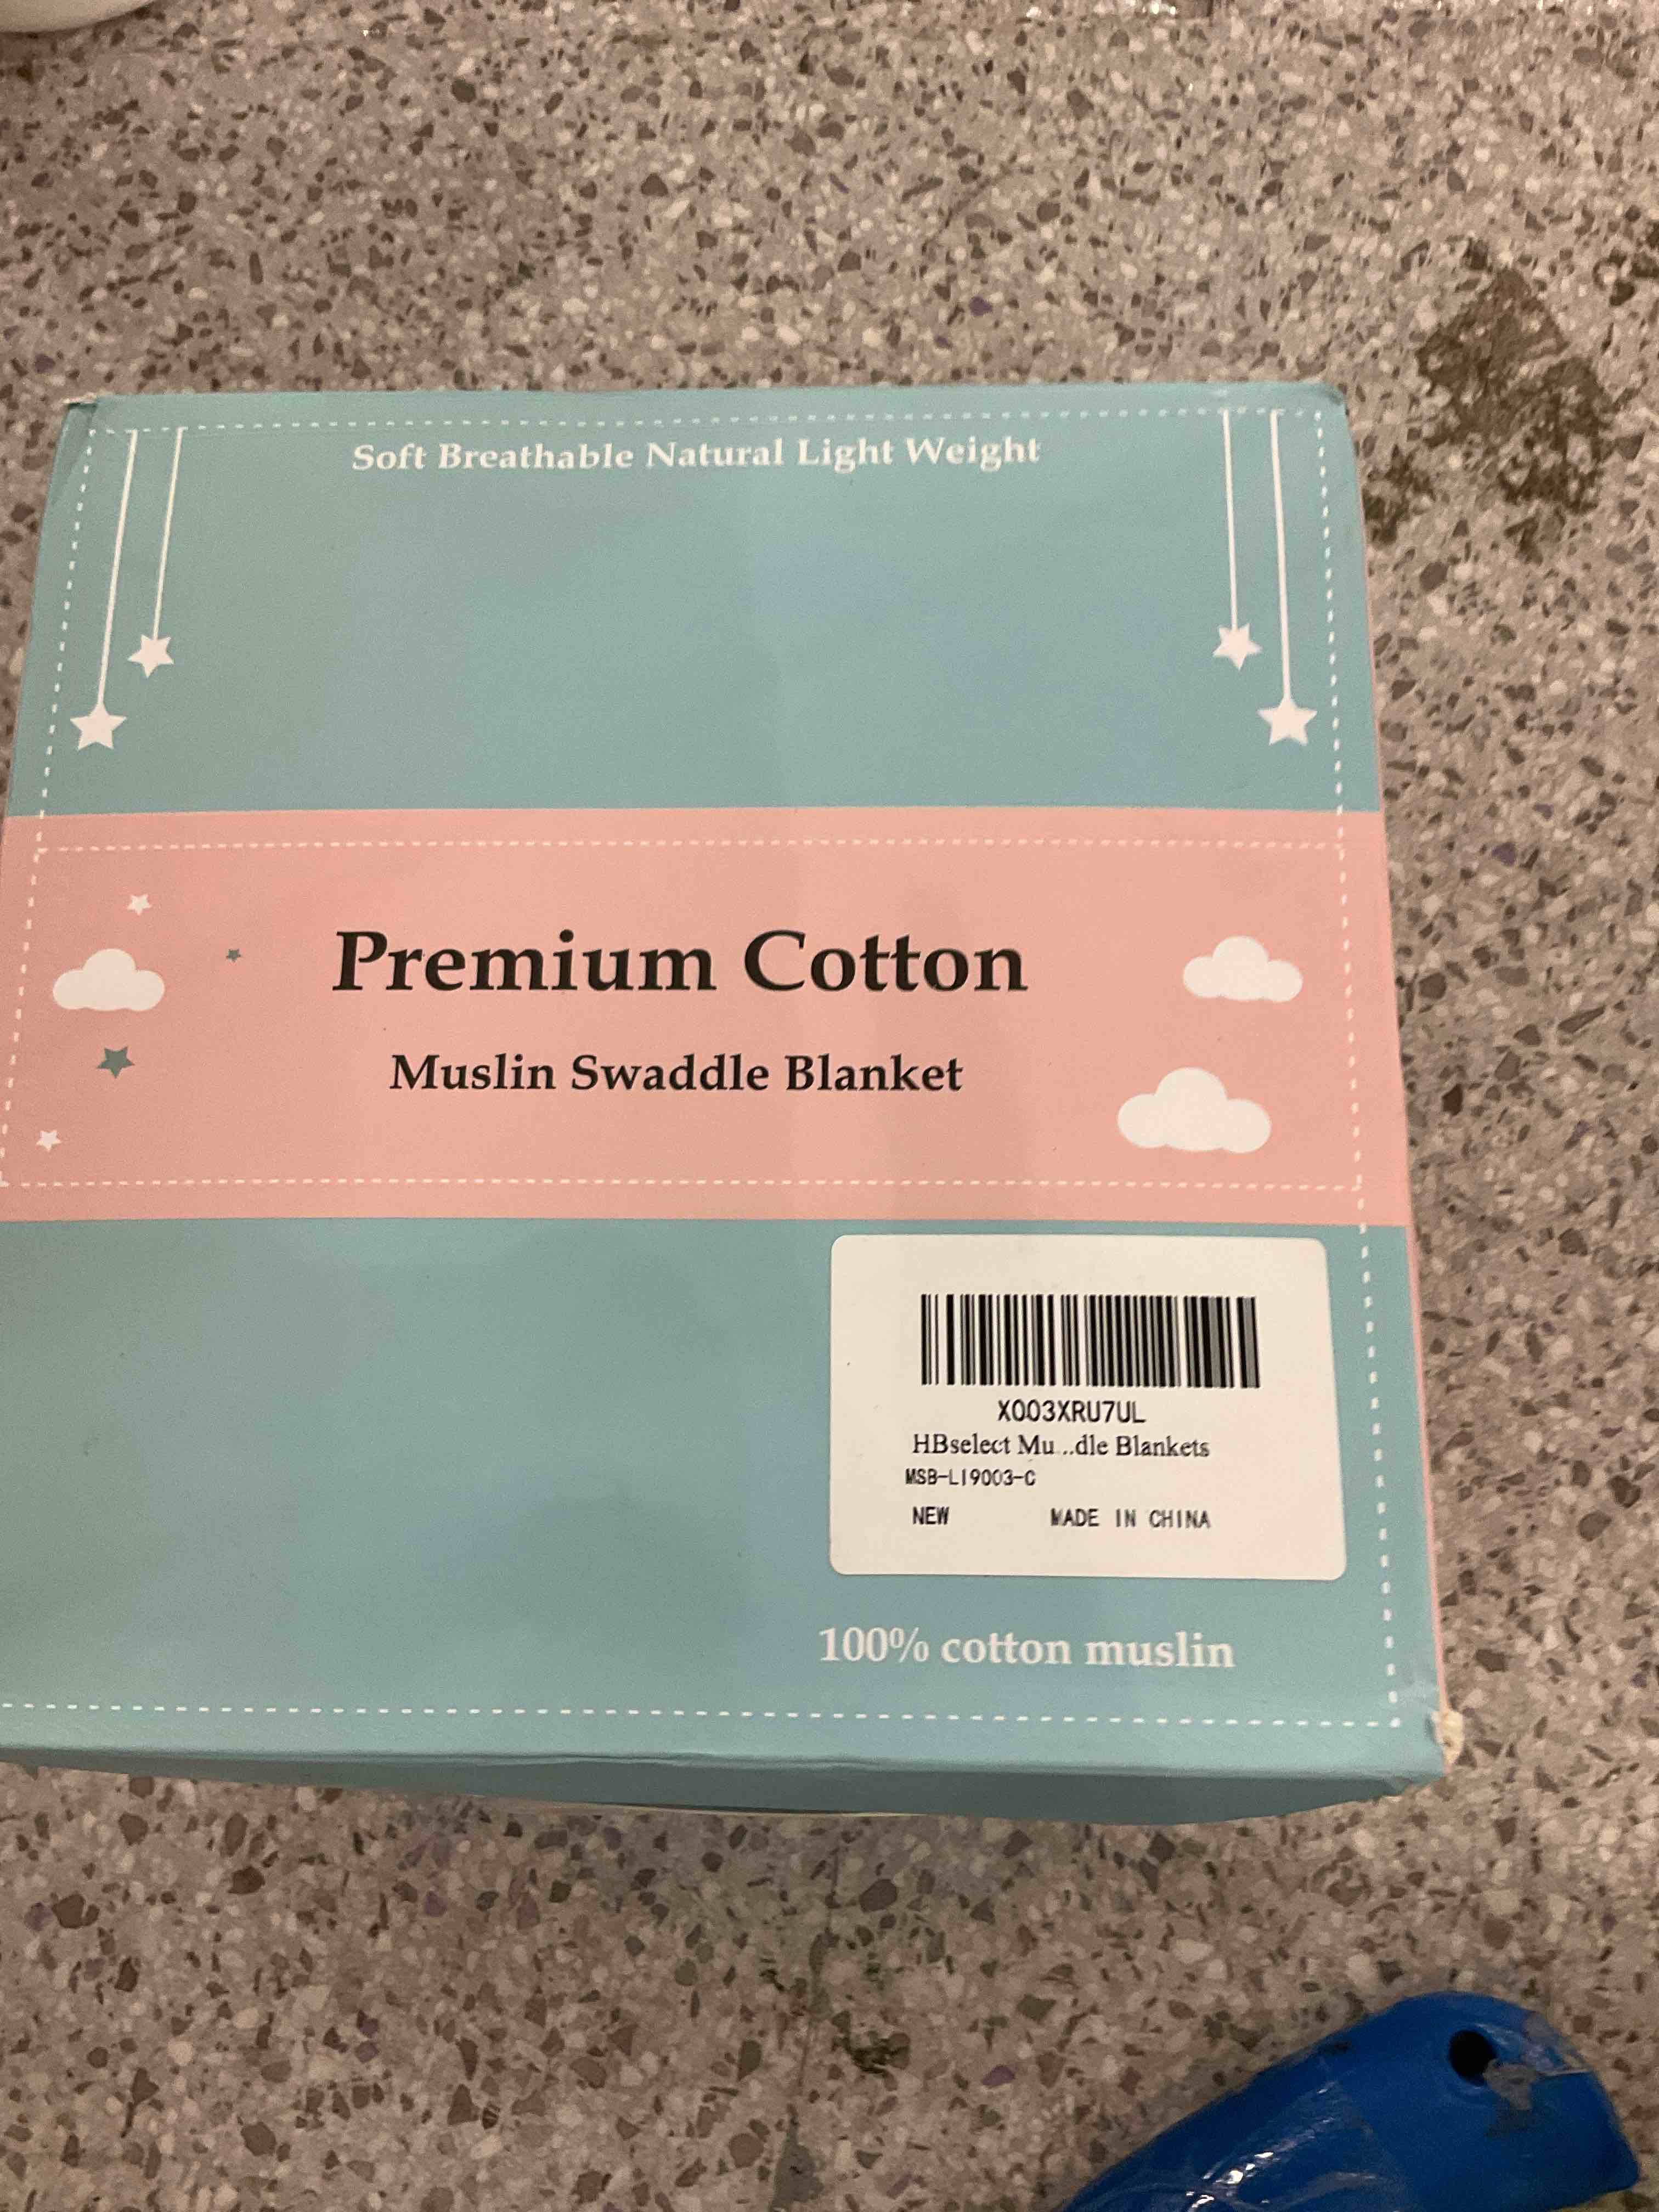 Soft Breathable Natural Light Weight
Premium Cotton
Muslin Swaddle Blanket
X003XRU7UL
HBselect Mu...dle Blankets
MSB-LI9003-C
NEW MADE IN CHINA
100% cotton muslin